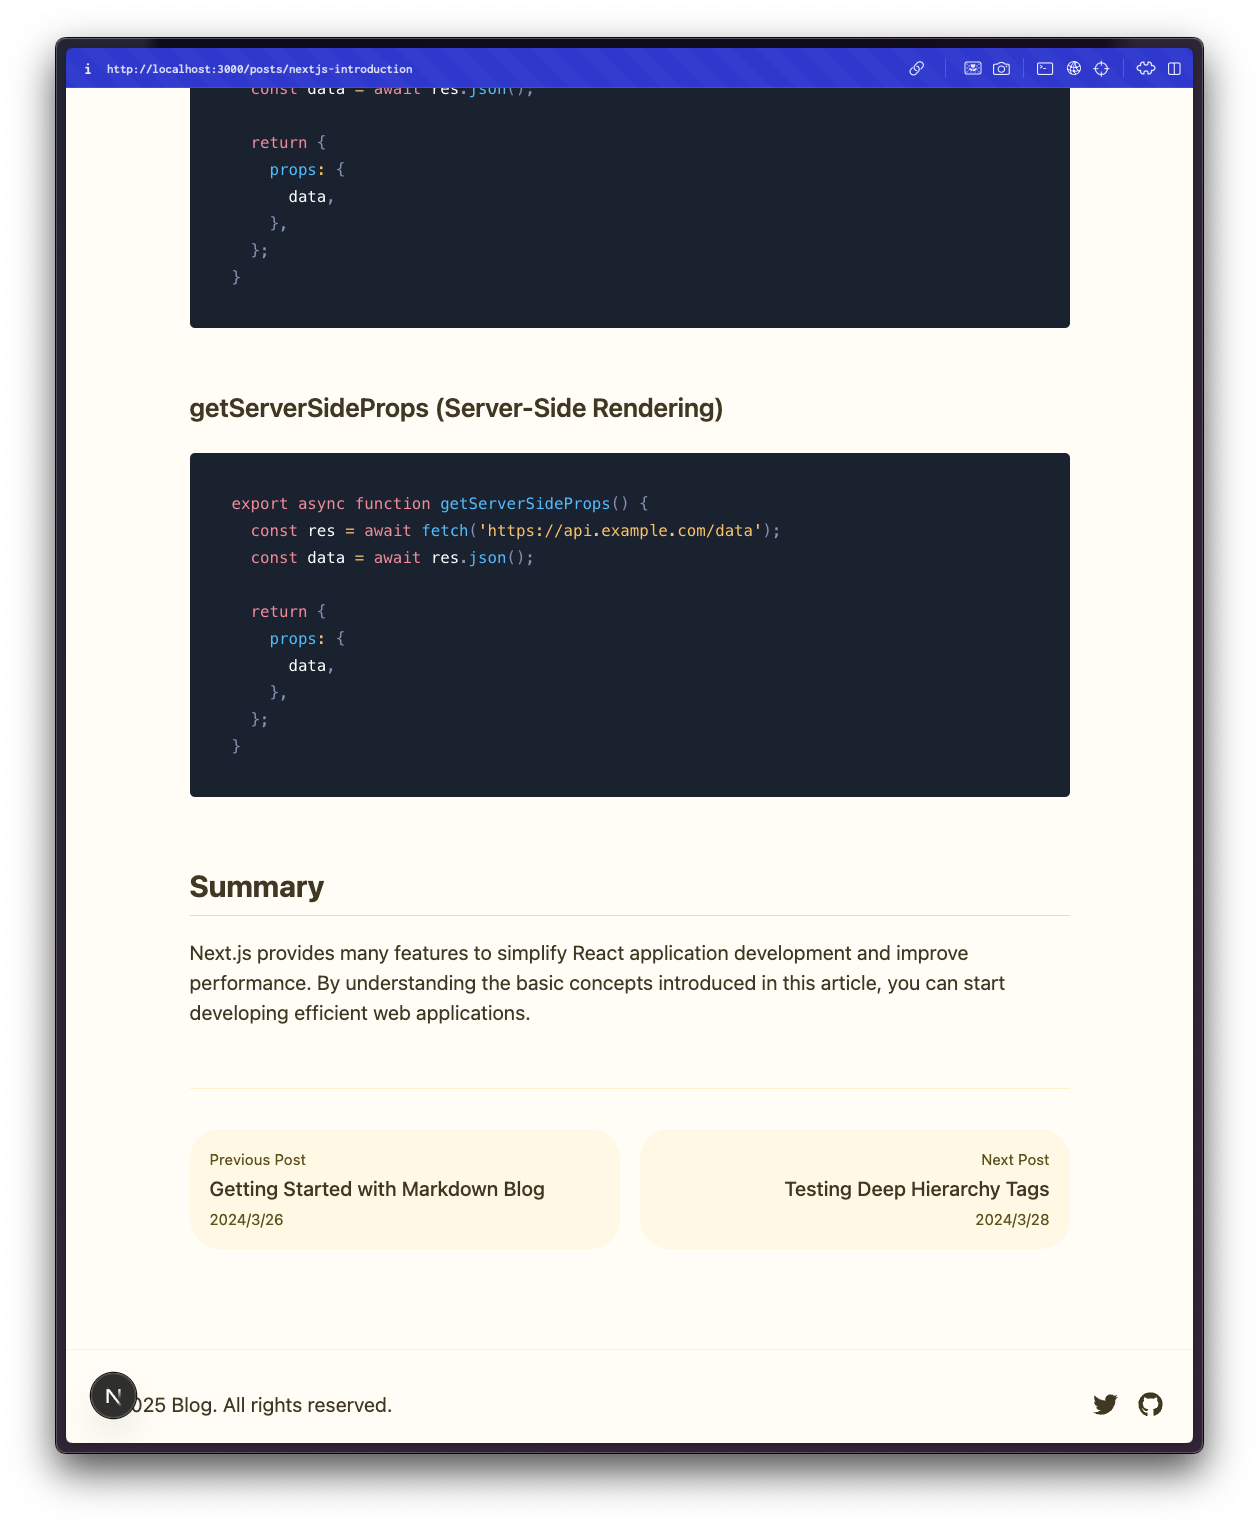 i http://localhost:3000/posts/nextjs-introduction
const data = await res.json();
return {
props: {
data,
},
};
}
getServerSideProps (Server-Side Rendering)
export async function getServerSideProps() {
const res = await fetch('https://api.example.com/data');
const data = await res.json();
return {
props: {
data,
},
};
}
Summary
Next.js provides many features to simplify React application development and improve
performance. By understanding the basic concepts introduced in this article, you can start
developing efficient web applications.
Previous Post
Getting Started with Markdown Blog
2024/3/26
Next Post
Testing Deep Hierarchy Tags
2024/3/28
N
025 Blog. All rights reserved.